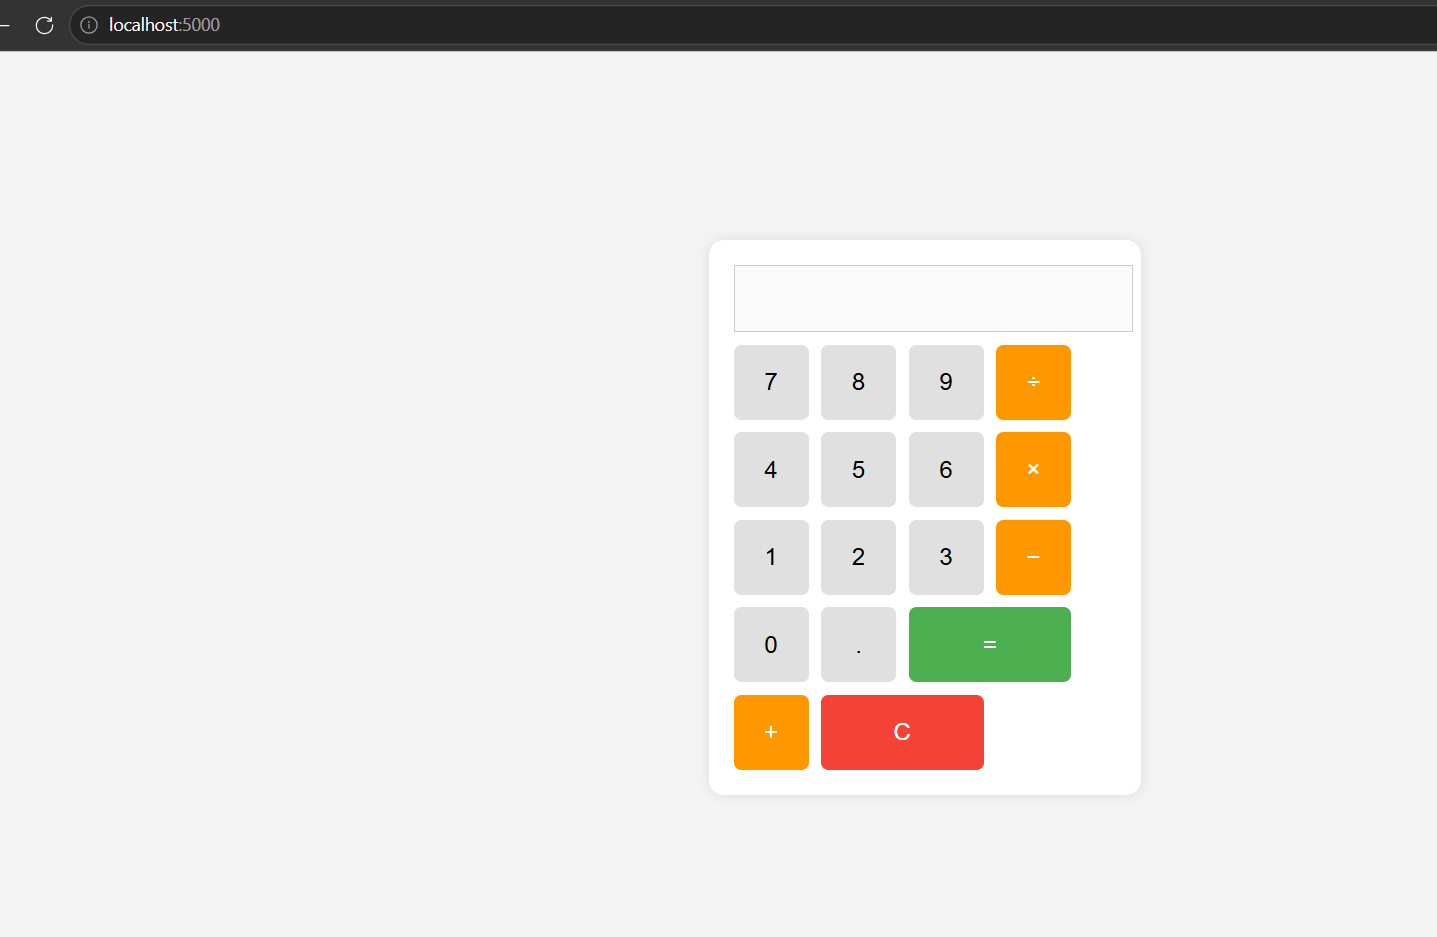 localhost:5000
7 8 9 ÷
4 5 6 ×
1 2 3 −
0 . =
+ C